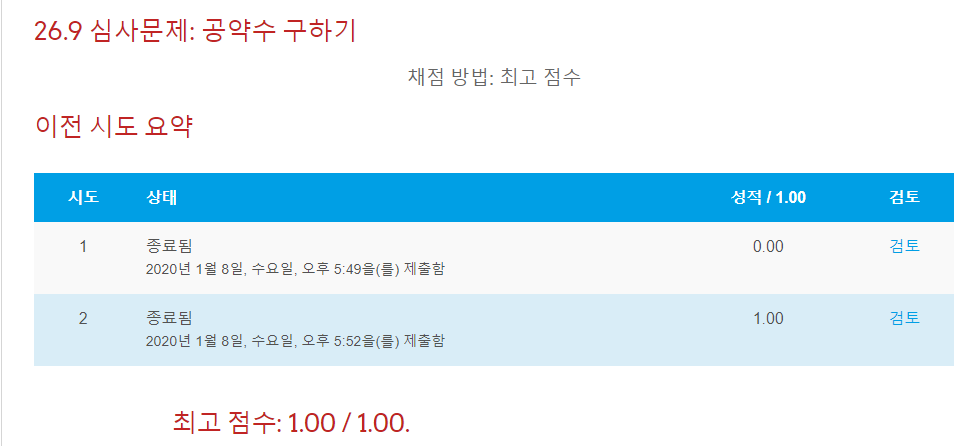 26.9 심사문제: 공약수 구하기
채점 방법: 최고 점수
이전 시도 요약
시도 상태 성적 / 1.00 검토
1 종료됨 0.00 검토
2020년 1월 8일, 수요일, 오후 5:49을(를) 제출함
2 종료됨 1.00 검토
2020년 1월 8일, 수요일, 오후 5:52을(를) 제출함
최고 점수: 1.00 / 1.00.